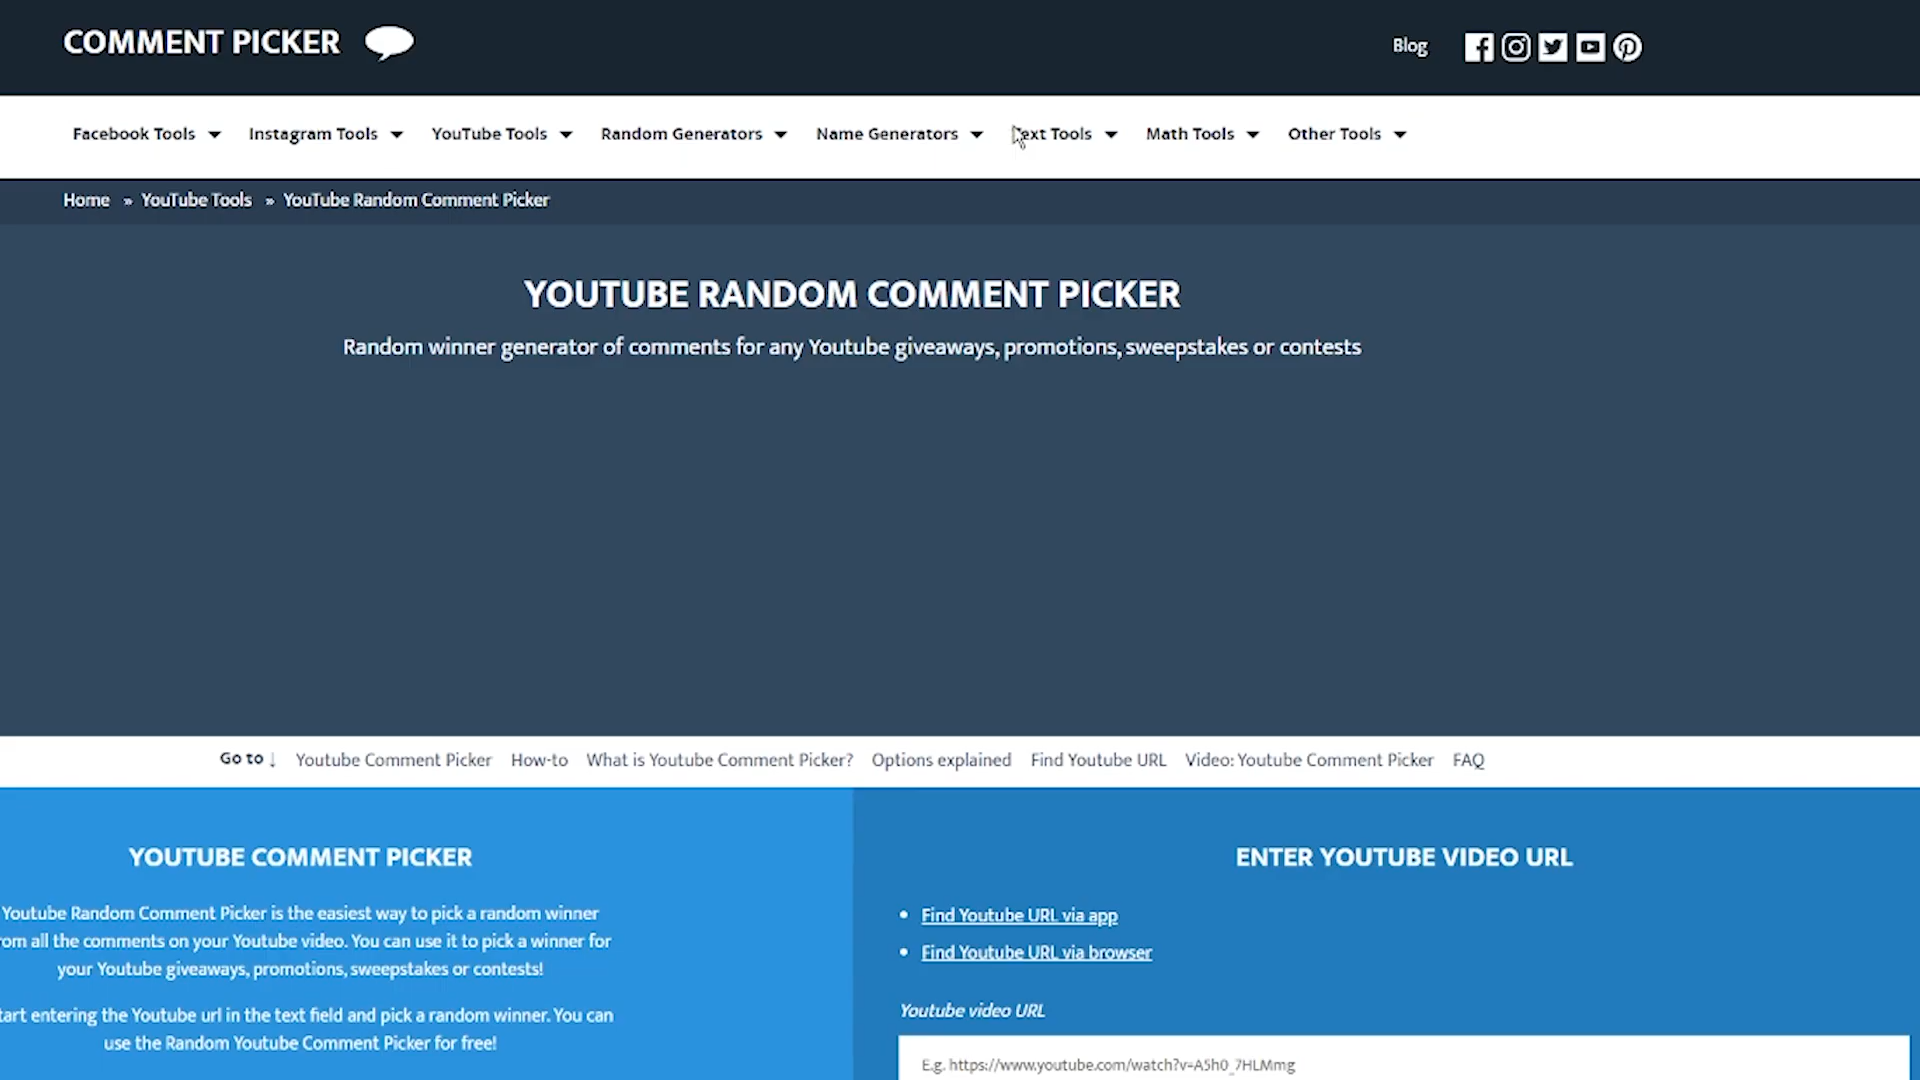 COMMENT PICKER
Blog
Facebook Tools Instagram Tools YouTube Tools Random Generators Name Generators Text Tools Math Tools Other Tools
Home » YouTube Tools » YouTube Random Comment Picker
YOUTUBE RANDOM COMMENT PICKER
Random winner generator of comments for any Youtube giveaways, promotions, sweepstakes or contests
Go to ↓ Youtube Comment Picker How-to What is Youtube Comment Picker? Options explained Find Youtube URL Video: Youtube Comment Picker FAQ
YOUTUBE COMMENT PICKER
Youtube Random Comment Picker is the easiest way to pick a random winner
om all the comments on your Youtube video. You can use it to pick a winner for
your Youtube giveaways, promotions, sweepstakes or contests!
tart entering the Youtube url in the text field and pick a random winner. You can
use the Random Youtube Comment Picker for free!
ENTER YOUTUBE VIDEO URL
• Find Youtube URL via app
• Find Youtube URL via browser
Youtube video URL
E.g. https://www.youtube.com/watch?v=A5h0_7HLMmg